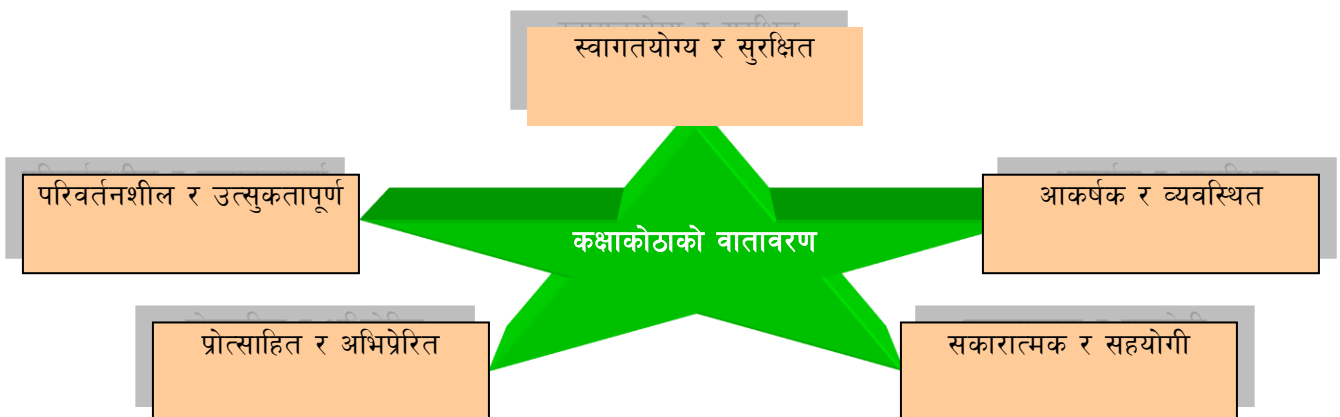 स्वागतयोग्य र सुरक्षित
परिवर्तनशील र उत्सुकतापूर्ण
आकर्षक र व्यवस्थित
कक्षाकोठाको वातावरण
प्रोत्साहित र अभिप्रेरित
सकारात्मक र सहयोगी